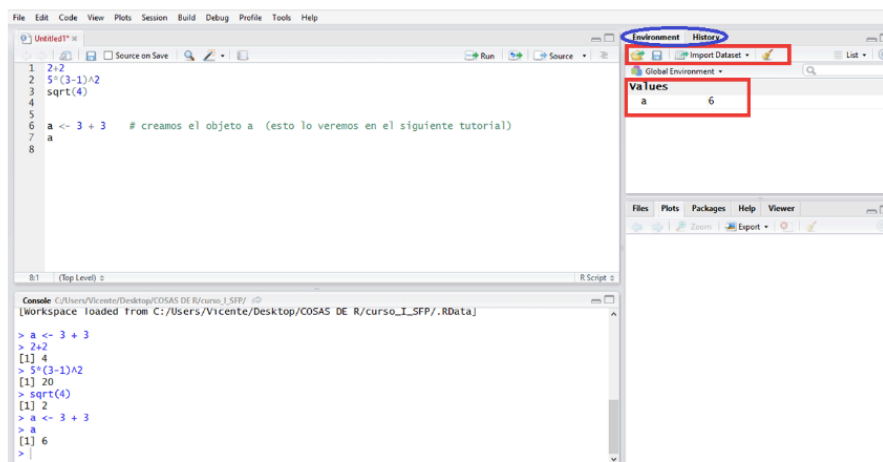 File Edit Code View Plots Session Build Debug Profile Tools Help
Untitled1*
Source on Save
Run
Source
1 2+2
2 5*(3-1)^2
3 sqrt(4)
4
5
6 a <- 3 + 3 # creamos el objeto a (esto lo veremos en el siguiente tutorial)
7 a
8
8:1 (Top Level) R Script
Console C:/Users/Vicente/Desktop/COSAS DE R/curso_I_SFP/
[Workspace loaded from C:/Users/Vicente/Desktop/COSAS DE R/curso_I_SFP/.RData]
> a <- 3 + 3
> 2+2
[1] 4
> 5*(3-1)^2
[1] 20
> sqrt(4)
[1] 2
> a <- 3 + 3
> a
[1] 6
>
Environment History
Import Dataset
List
Global Environment
Values
a 6
Files Plots Packages Help Viewer
Zoom Export